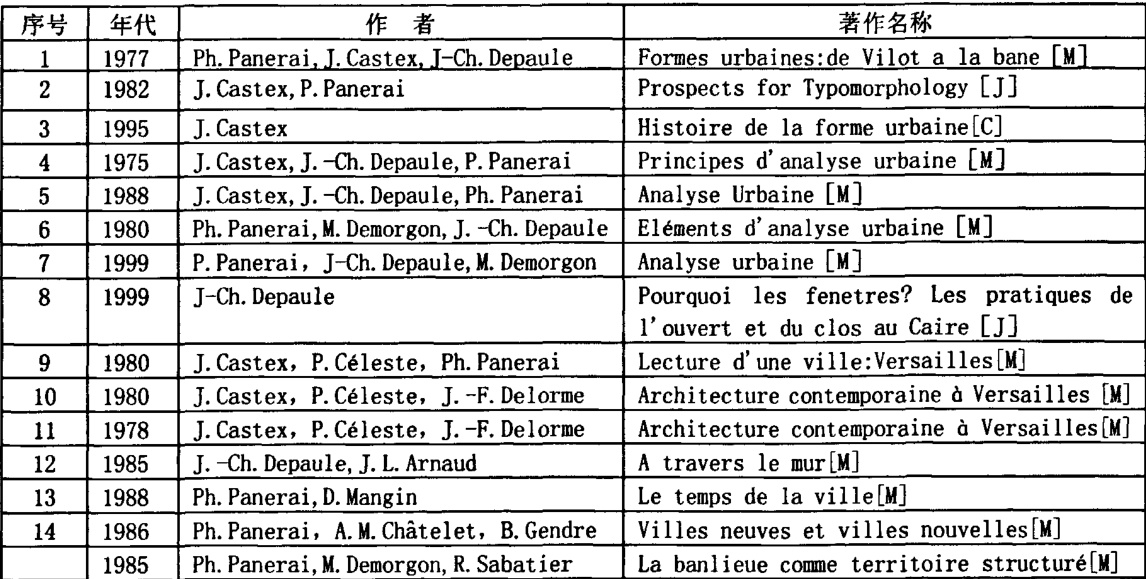 序号 年代 作 者 著作名称
1 1977 Ph. Panerai, J. Castex, J-Ch. Depaule Formes urbaines:de Vilot a la bane [M]
2 1982 J. Castex, P. Panerai Prospects for Typomorphology [J]
3 1995 J. Castex Histoire de la forme urbaine[C]
4 1975 J. Castex, J. -Ch. Depaule, P. Panerai Principes d'analyse urbaine [M]
5 1988 J. Castex, J. -Ch. Depaule, Ph. Panerai Analyse Urbaine [M]
6 1980 Ph. Panerai, M. Demorgon, J. -Ch. Depaule Eléments d'analyse urbaine [M]
7 1999 P. Panerai, J-Ch. Depaule, M. Demorgon Analyse urbaine [M]
8 1999 J-Ch. Depaule Pourquoi les fenetres? Les pratiques de
l'ouvert et du clos au Caire [J]
9 1980 J. Castex, P. Céleste, Ph. Panerai Lecture d'une ville:Versailles[M]
10 1980 J. Castex, P. Céleste, J. -F. Delorme Architecture contemporaine à Versailles [M]
11 1978 J. Castex, P. Céleste, J. -F. Delorme Architecture contemporaine à Versailles[M]
12 1985 J. -Ch. Depaule, J. L. Arnaud A travers le mur[M]
13 1988 Ph. Panerai, D. Mangin Le temps de la ville[M]
14 1986 Ph. Panerai, A. M. Châtelet, B. Gendre Villes neuves et villes nouvelles[M]
1985 Ph. Panerai, M. Demorgon, R. Sabatier La banlieue comme territoire structuré[M]